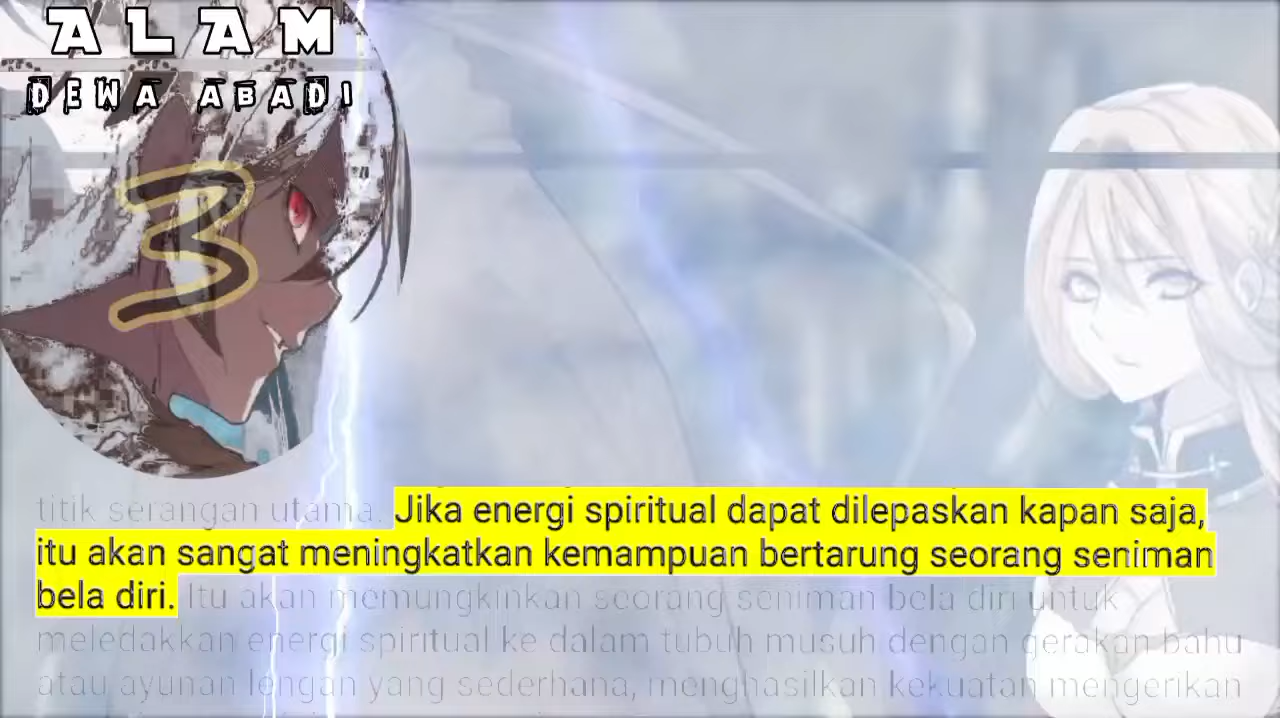 ALAM
DEWA ABADI
3
titik serangan utama. Jika energi spiritual dapat dilepaskan kapan saja,
itu akan sangat meningkatkan kemampuan bertarung seorang seniman
bela diri. Itu akan memungkinkan seorang seniman bela diri untuk
meledakkan energi spiritual ke dalam tubuh musuh dengan gerakan bahu
atau ayunan lengan yang sederhana, menghasilkan kekuatan mengerikan